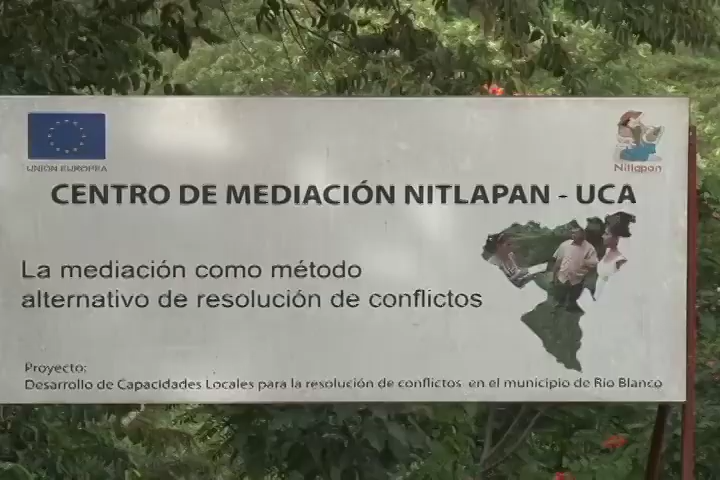 UNIÓN EUROPEA
Nitlapan
CENTRO DE MEDIACIÓN NITLAPAN - UCA
La mediación como método
alternativo de resolución de conflictos
Proyecto:
Desarrollo de Capacidades Locales para la resolución de conflictos en el municipio de Río Blanco